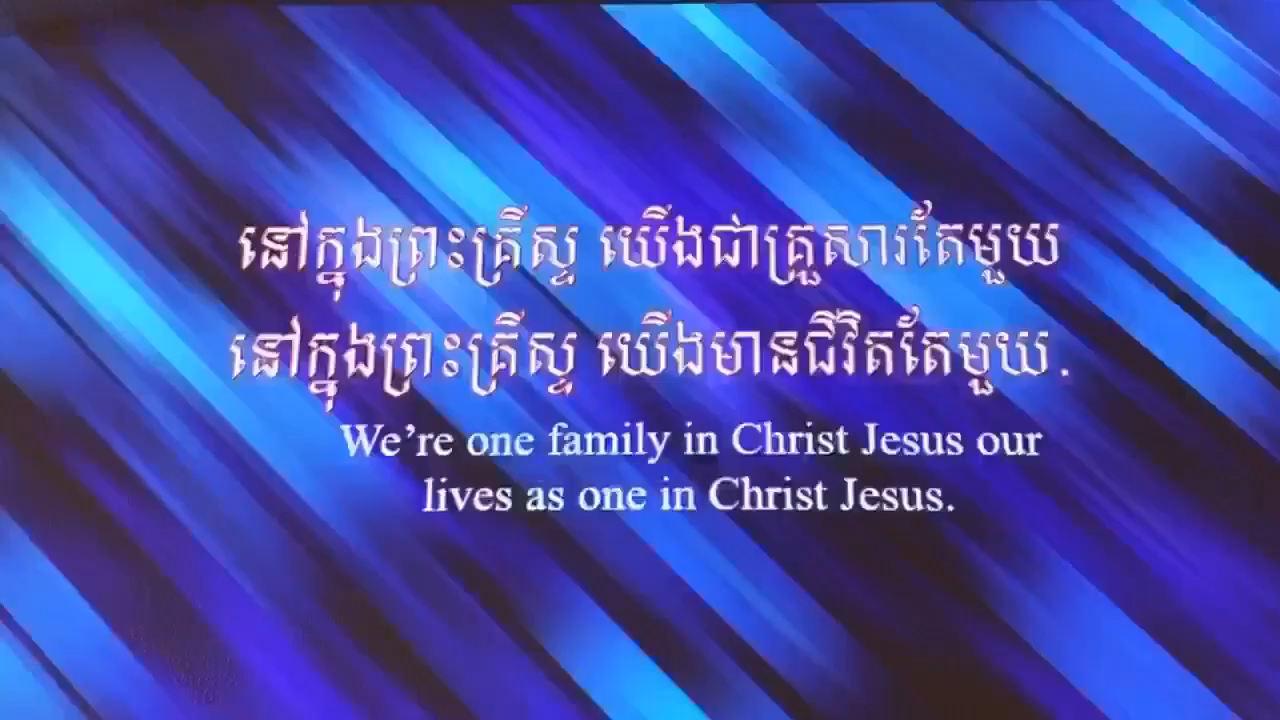 នៅក្នុងព្រះគ្រីស្ទ យើងជាគ្រួសារតែមួយ
នៅក្នុងព្រះគ្រីស្ទ យើងមានជីវិតតែមួយ.
We’re one family in Christ Jesus our
lives as one in Christ Jesus.